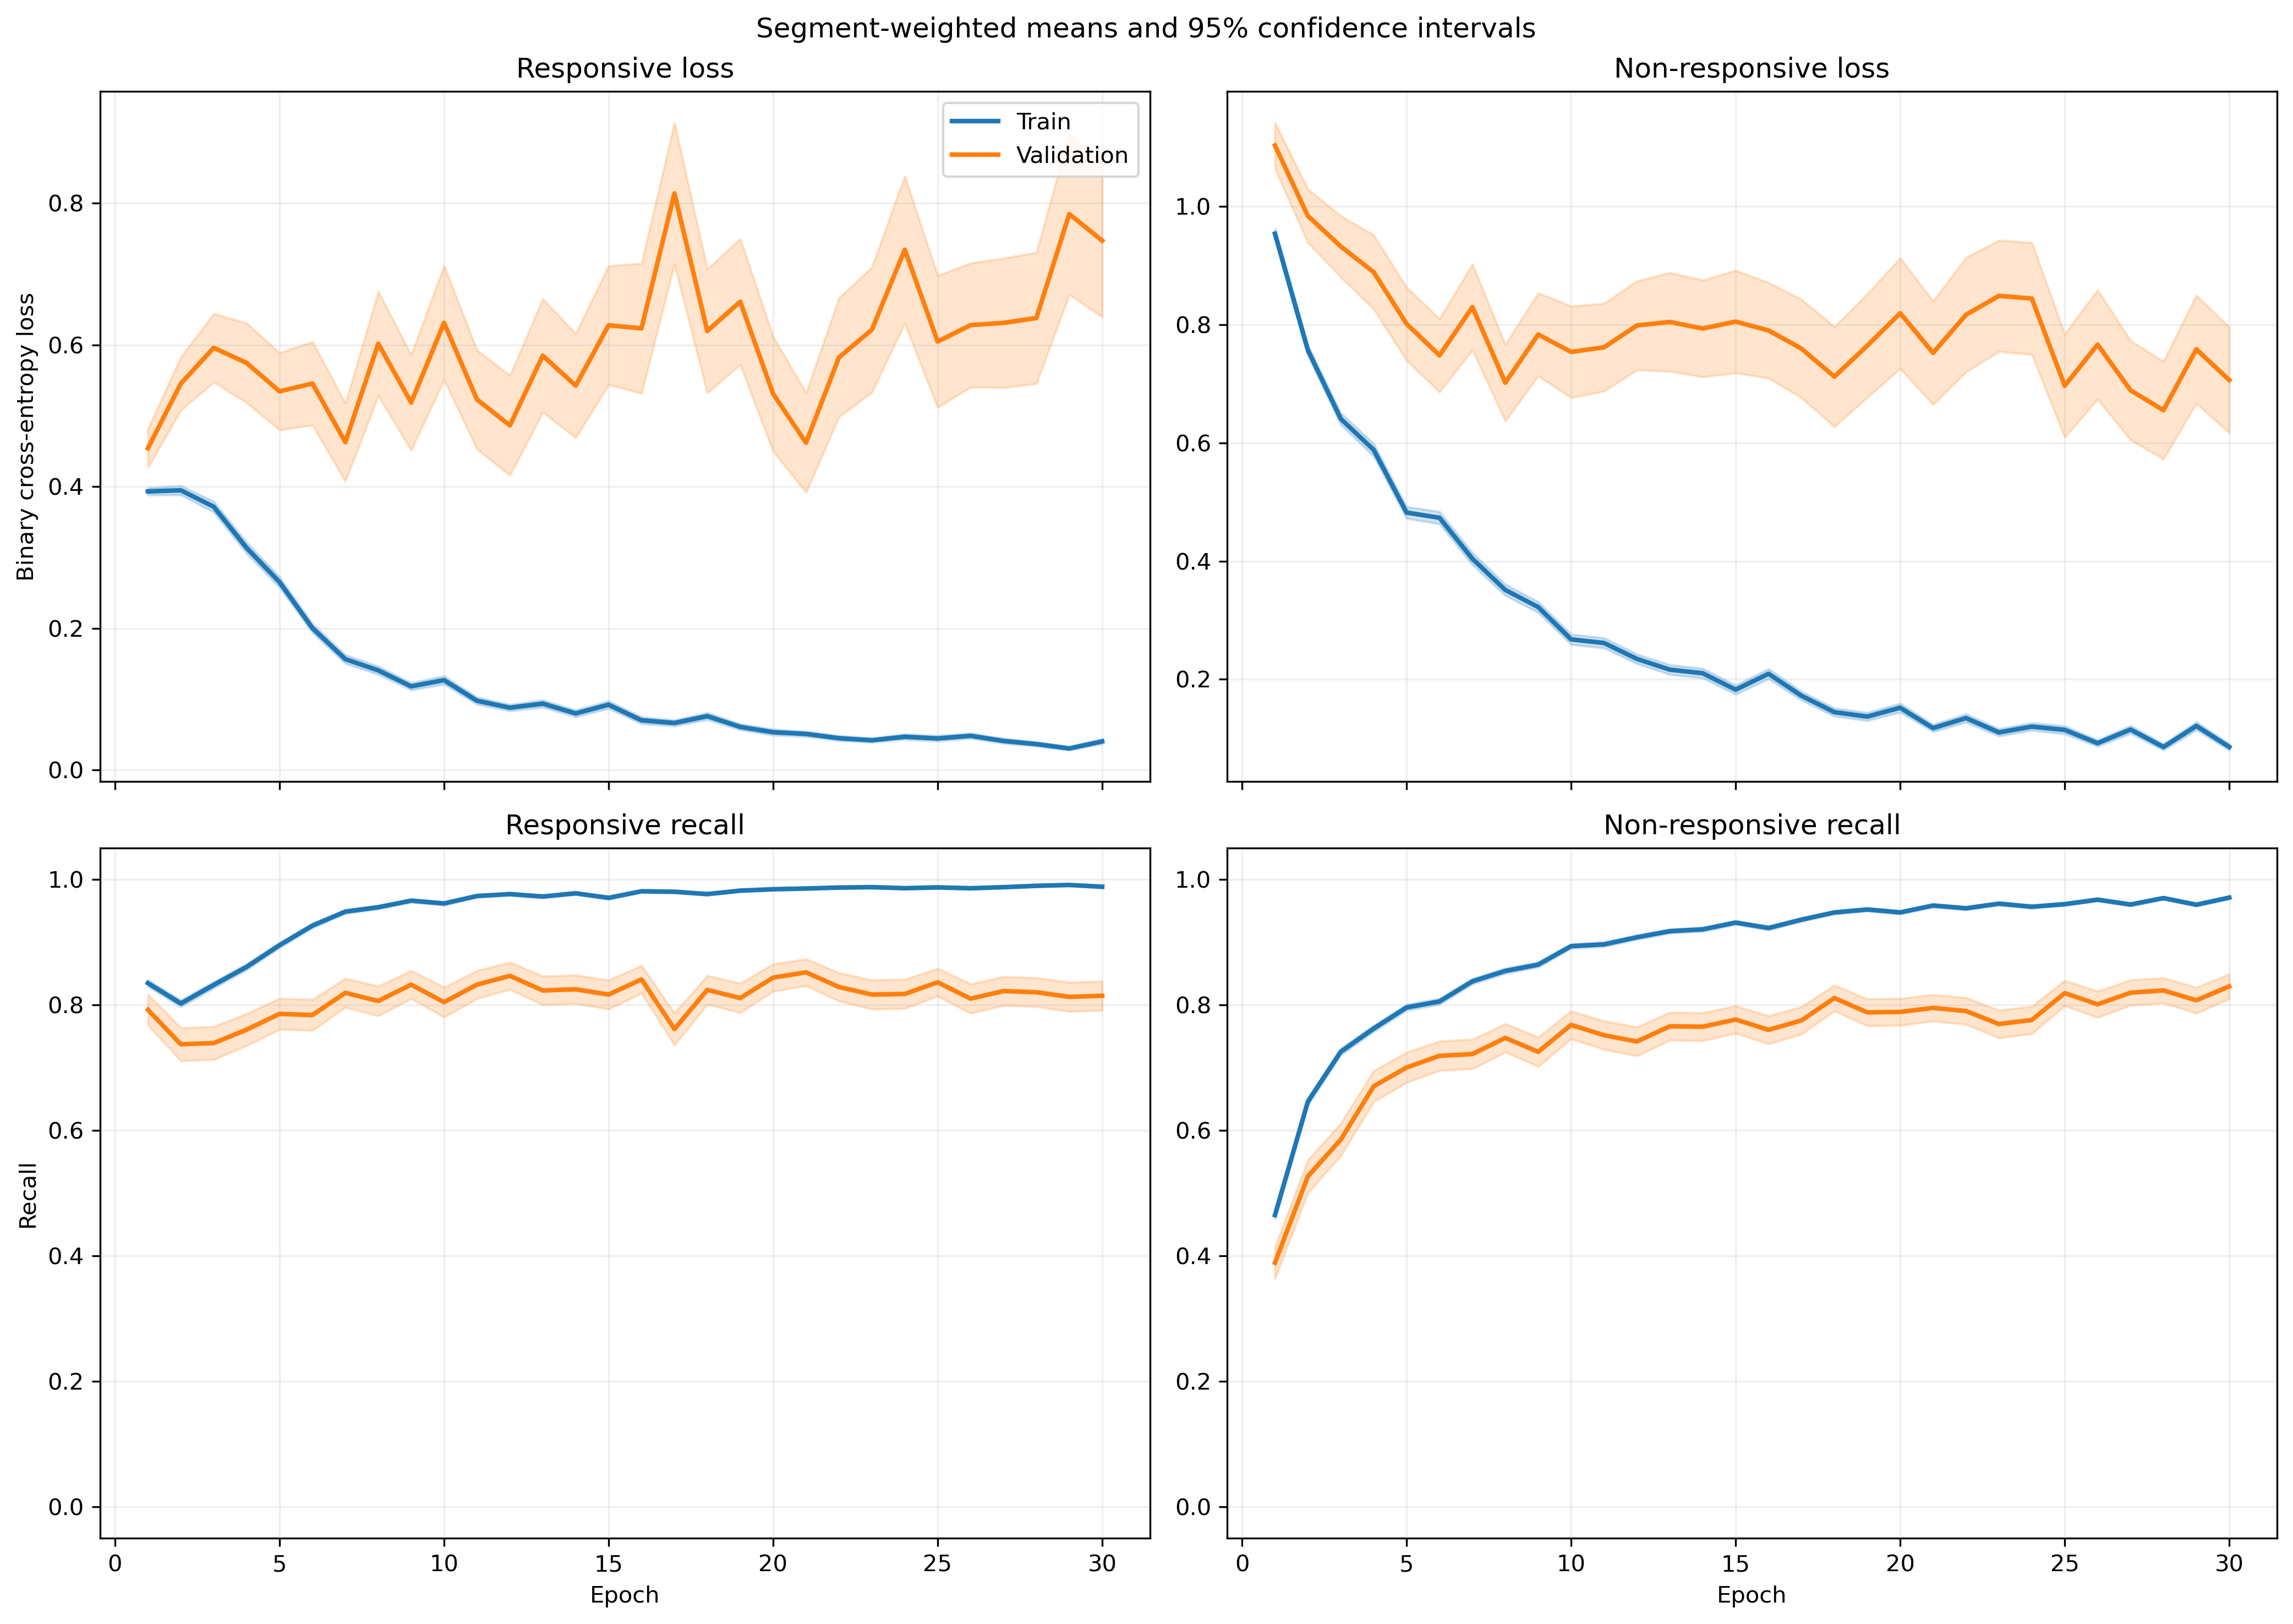 Segment-weighted means and 95% confidence intervals
Responsive loss
Non-responsive loss
Train
Validation
Binary cross-entropy loss
0.8
0.6
0.4
0.2
0.0
1.0
0.8
0.6
0.4
0.2
Responsive recall
Non-responsive recall
Recall
1.0
0.8
0.6
0.4
0.2
0.0
0 5 10 15 20 25 30
Epoch
1.0
0.8
0.6
0.4
0.2
0.0
0 5 10 15 20 25 30
Epoch